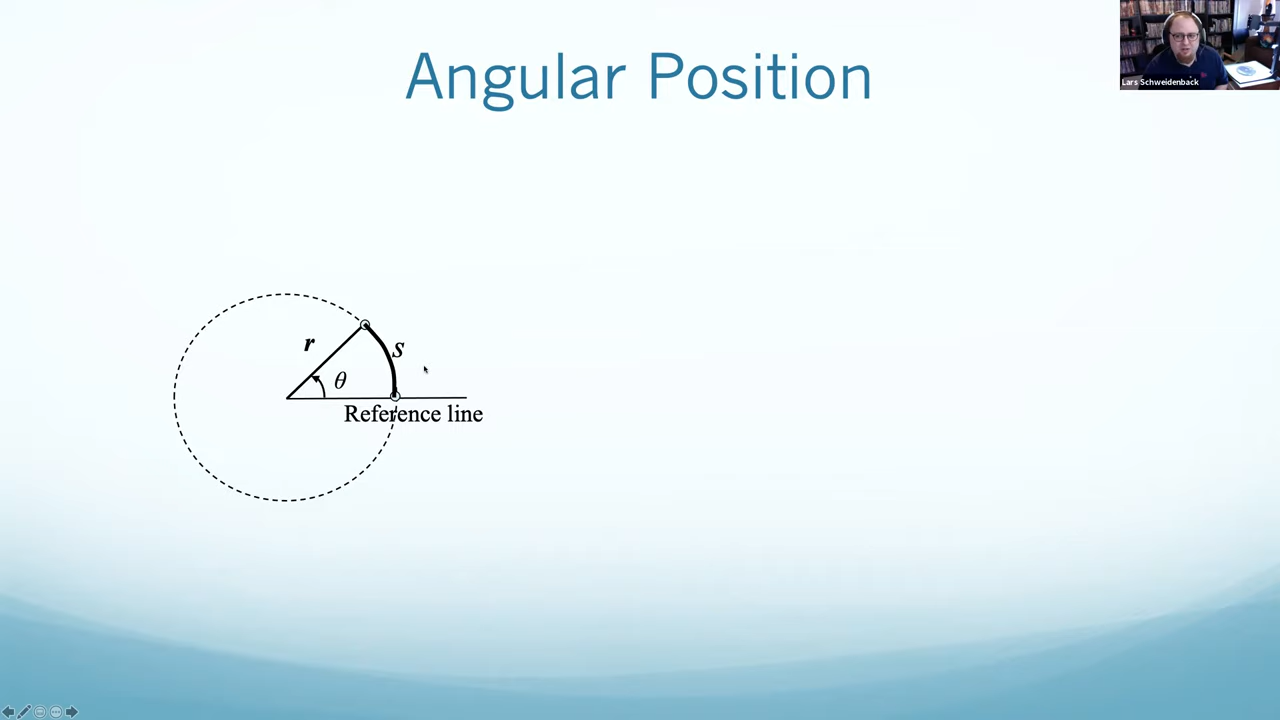 Angular Position
Lars Schweidenback
r
s
θ
Reference line